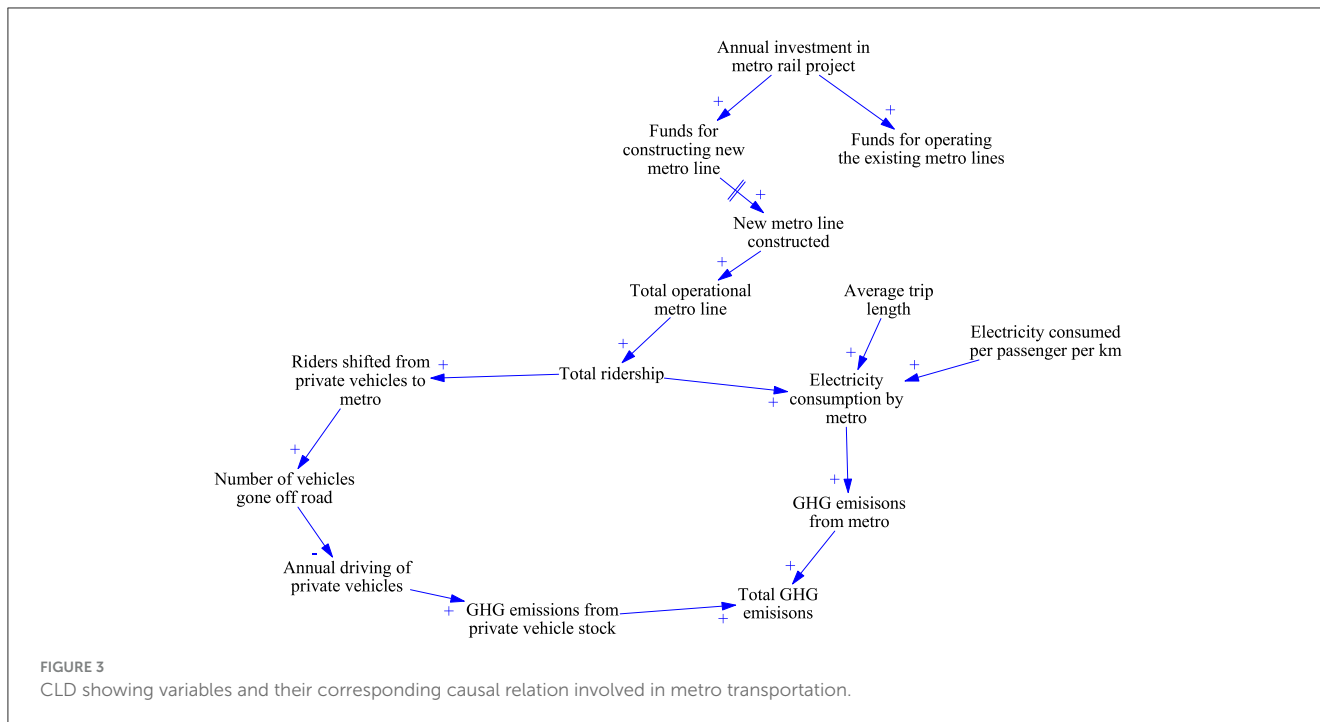 Annual investment in
metro rail project
+
+
Funds for
constructing new
metro line
Funds for operating
the existing metro lines
+
New metro line
constructed
+
Total operational
metro line
Average trip
length
Electricity consumed
per passenger per km
+
+
+
+
Riders shifted from
private vehicles to
metro
Total ridership
+
Electricity
consumption by
metro
+
Number of vehicles
gone off road
+
GHG emisisons
from metro
-
Annual driving of
private vehicles
+
+
GHG emissions from
private vehicle stock
+
Total GHG
emisisons
FIGURE 3
CLD showing variables and their corresponding causal relation involved in metro transportation.